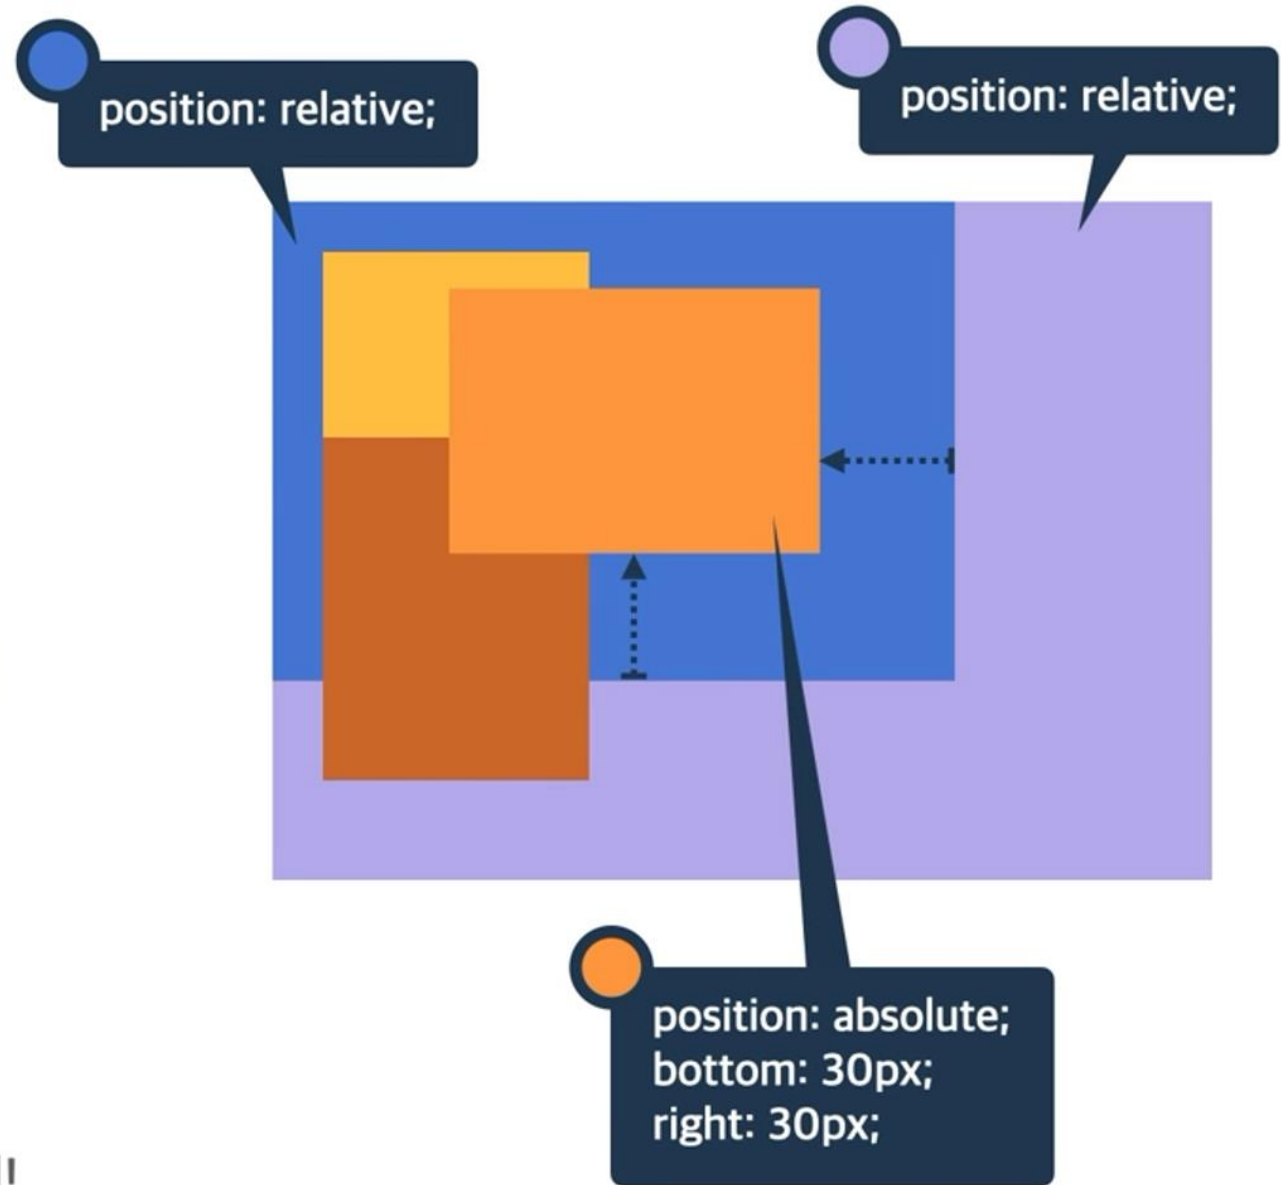 position: relative;
position: relative;
position: absolute;
bottom: 30px;
right: 30px;